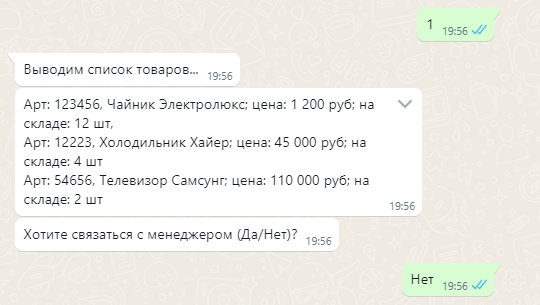 1
19:56
Выводим список товаров...
19:56
Арт: 123456, Чайник Электролюкс; цена: 1 200 руб; на
складе: 12 шт,
Арт: 12223, Холодильник Хайер; цена: 45 000 руб; на
складе: 4 шт
Арт: 54656, Телевизор Самсунг; цена: 110 000 руб; на
складе: 2 шт
19:56
Хотите связаться с менеджером (Да/Нет)?
19:56
Нет
19:56